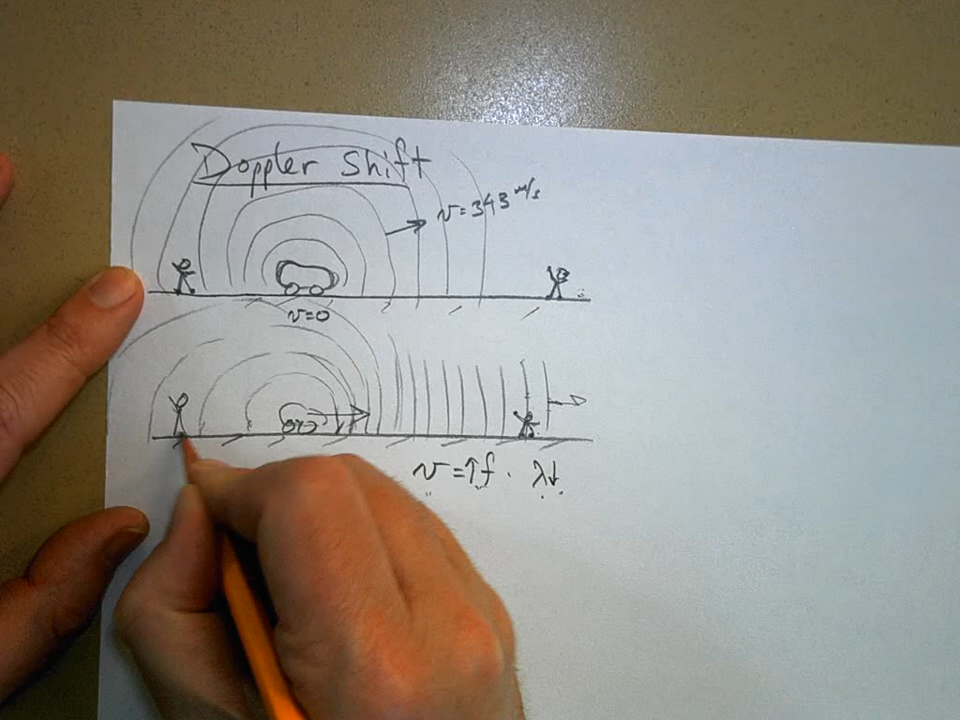 Doppler Shift
v=343 m/s
v=0
v=↑f · λ↓